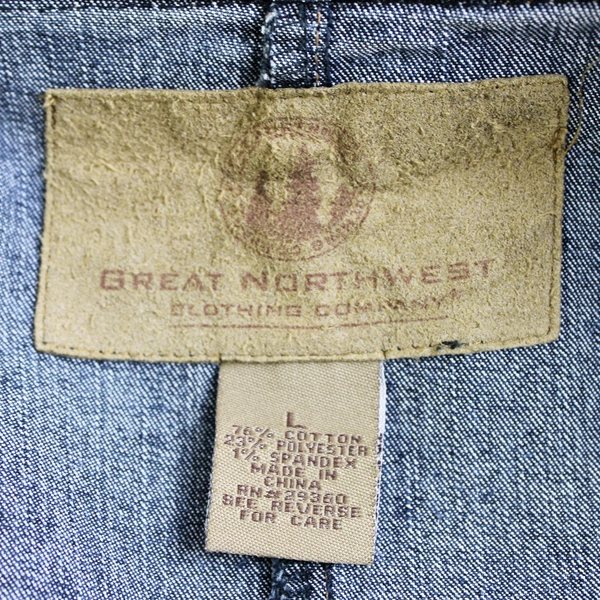 GREAT NORTHWEST
CLOTHING COMPANY
L
76% COTTON
23% POLYESTER
1% SPANDEX
MADE IN
CHINA
RN#29360
SEE REVERSE
FOR CARE